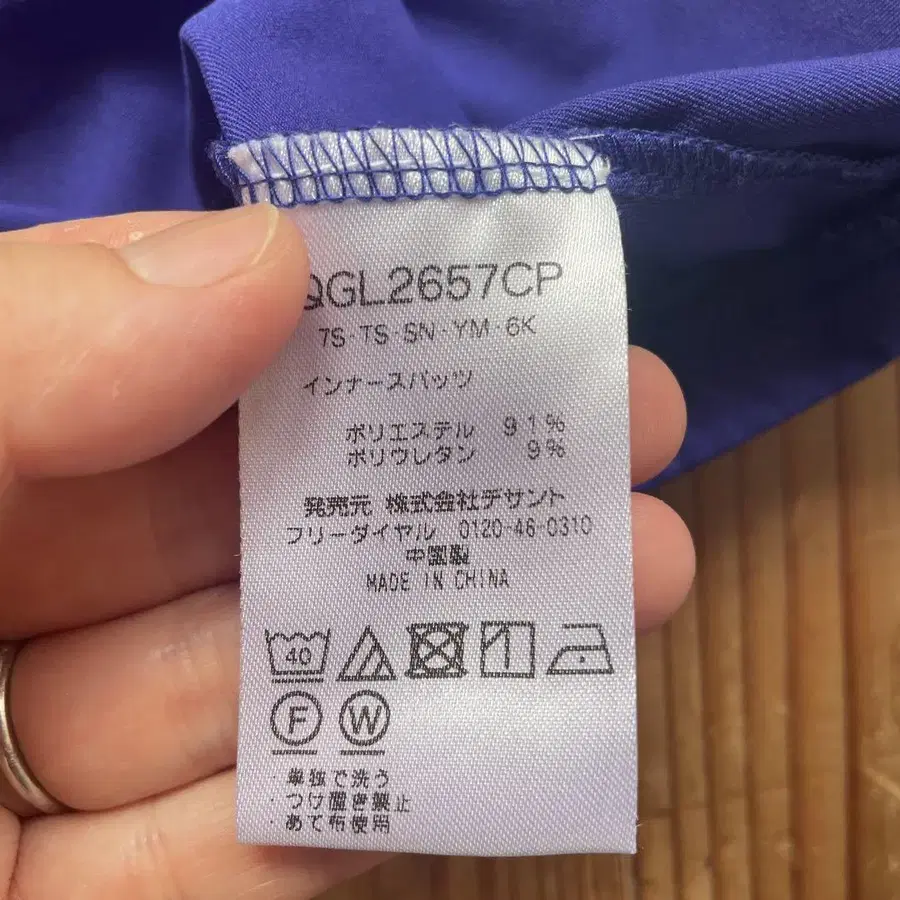 QGL2657CP
7S・TS・SN・YM・6K
インナースパッツ
ポリエステル 91%
ポリウレタン 9%
発売元 株式会社デサント
フリーダイヤル 0120-46-0310
中国製
MADE IN CHINA
40
F W
・単独で洗う
・つけ置き禁止
・あて布使用